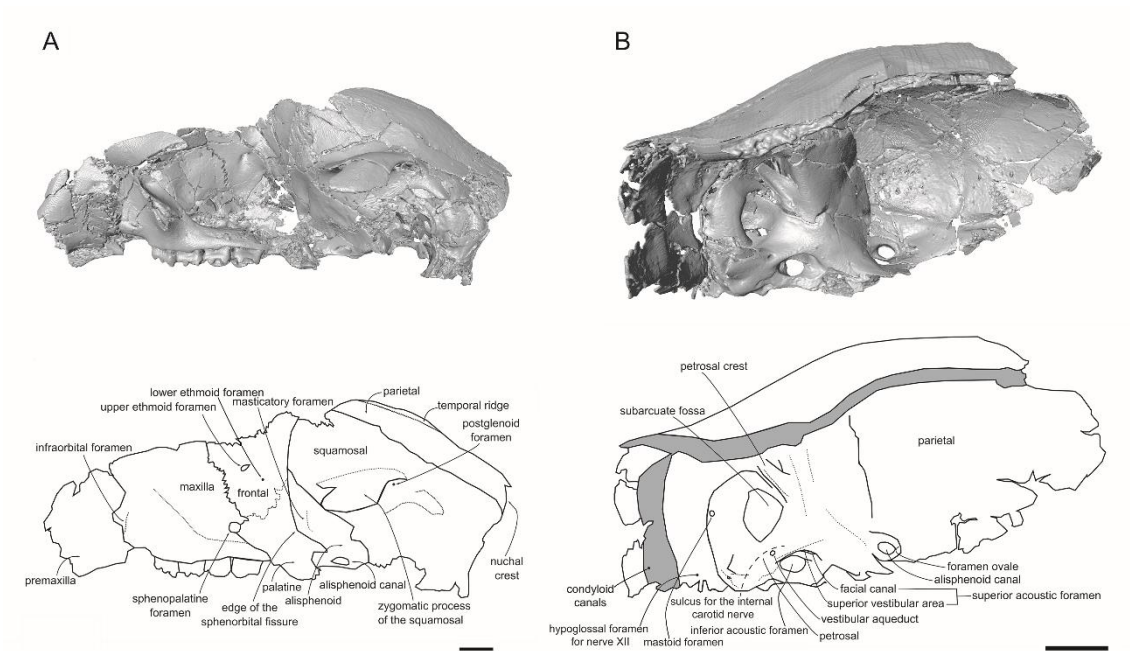 A
B
lower ethmoid foramen
masticatory foramen
upper ethmoid foramen
parietal
temporal ridge
postglenoid
foramen
infraorbital foramen
squamosal
maxilla
frontal
premaxilla
sphenopalatine
foramen
palatine
edge of the
sphenorbital fissure
alisphenoid
alisphenoid canal
zygomatic process
of the squamosal
nuchal
crest
petrosal crest
subarcuate fossa
parietal
condyloid
canals
hypoglossal foramen
for nerve XII
mastoid foramen
sulcus for the internal
carotid nerve
inferior acoustic foramen
foramen ovale
alisphenoid canal
facial canal
superior acoustic foramen
superior vestibular area
vestibular aqueduct
petrosal